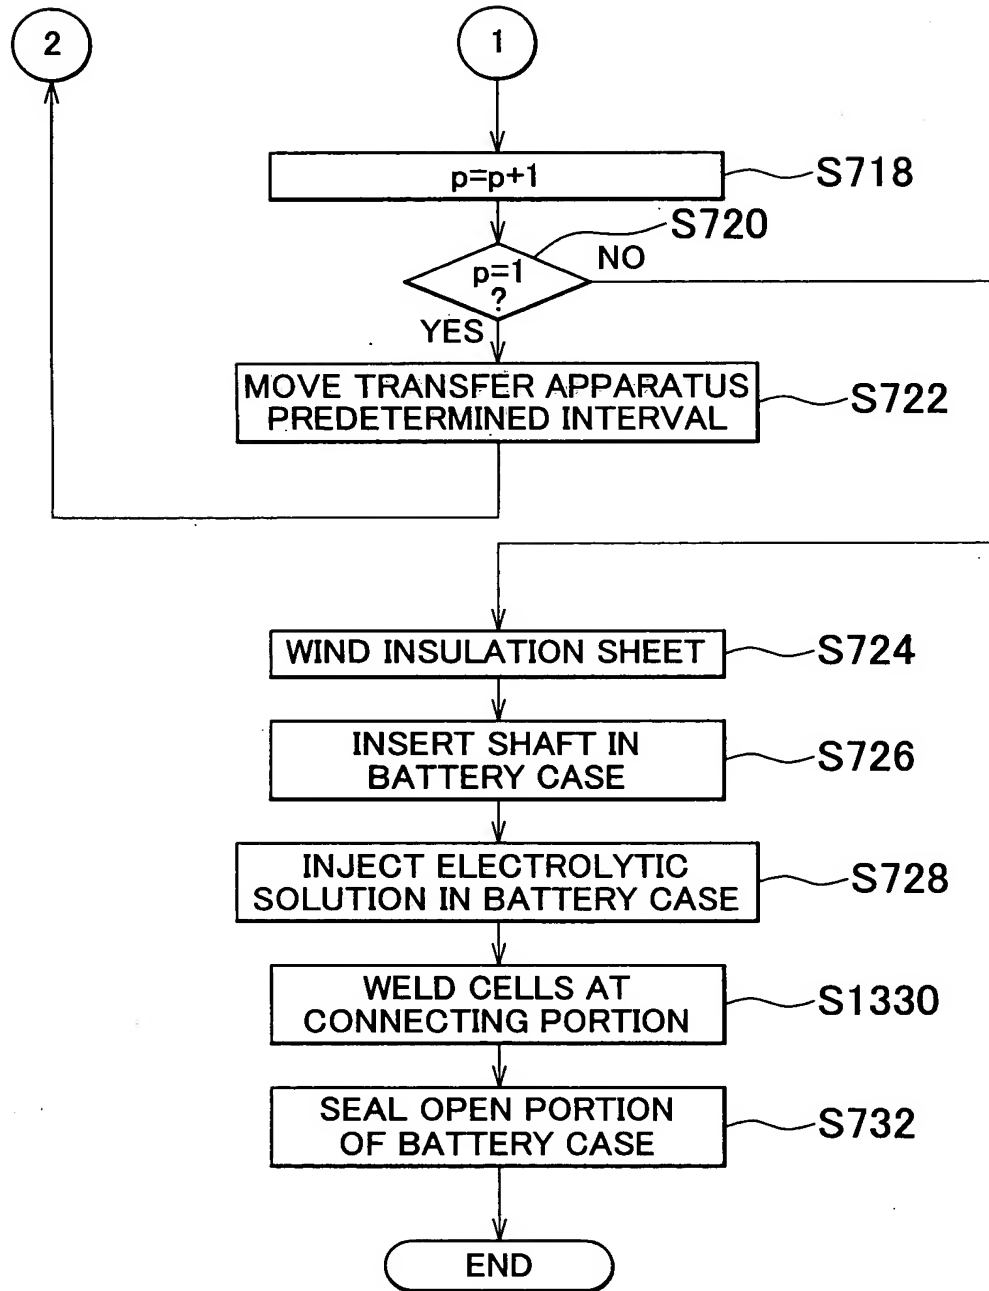 2
1
p=p+1
S718
S720
p=1
?
NO
YES
MOVE TRANSFER APPARATUS
PREDETERMINED INTERVAL
S722
WIND INSULATION SHEET
S724
INSERT SHAFT IN
BATTERY CASE
S726
INJECT ELECTROLYTIC
SOLUTION IN BATTERY CASE
S728
WELD CELLS AT
CONNECTING PORTION
S1330
SEAL OPEN PORTION
OF BATTERY CASE
S732
END